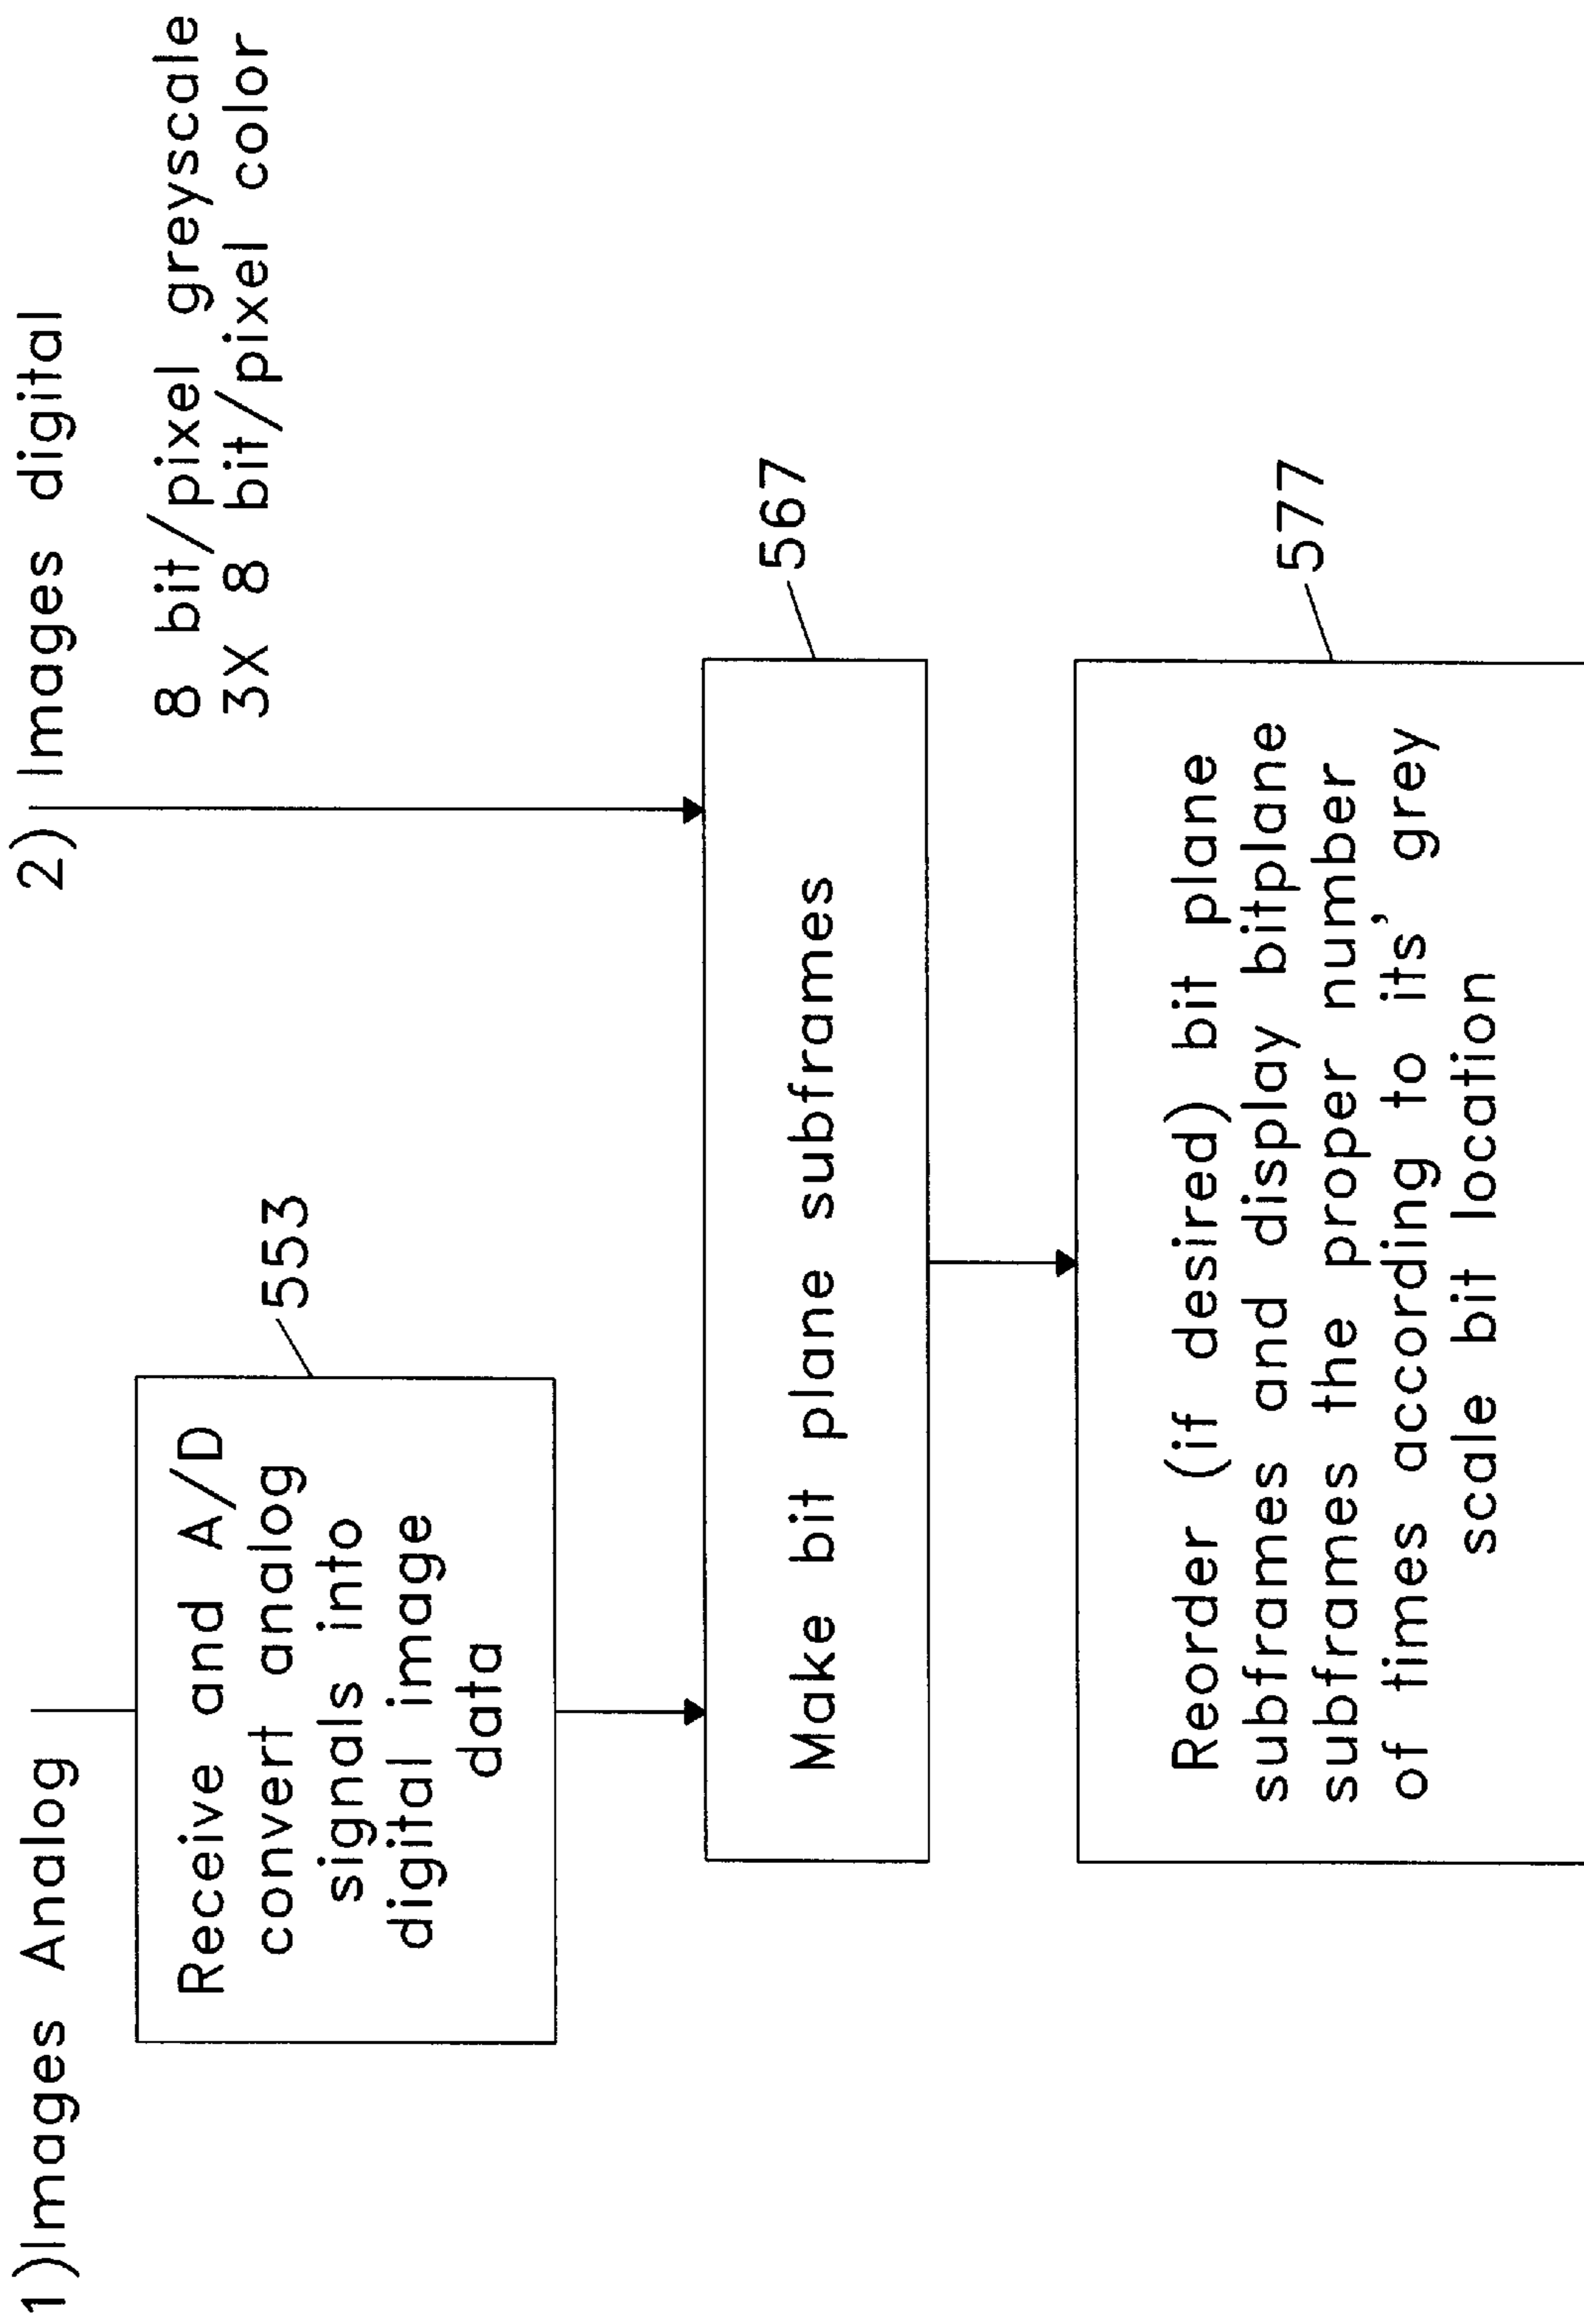 1)Images Analog
2) Images digital
8 bit/pixel greyscale
3X 8 bit/pixel color
Receive and A/D
convert analog
signals into
digital image
data
553
Make bit plane subframes
567
Reorder (if desired) bit plane
subframes and display bitplane
subframes the proper number
of times according to its' grey
scale bit location
577